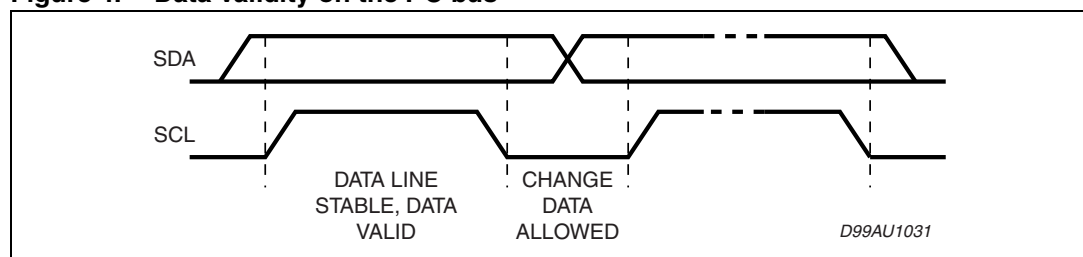 SDA
SCL
DATA LINE
STABLE, DATA
VALID
CHANGE
DATA
ALLOWED
D99AU1031